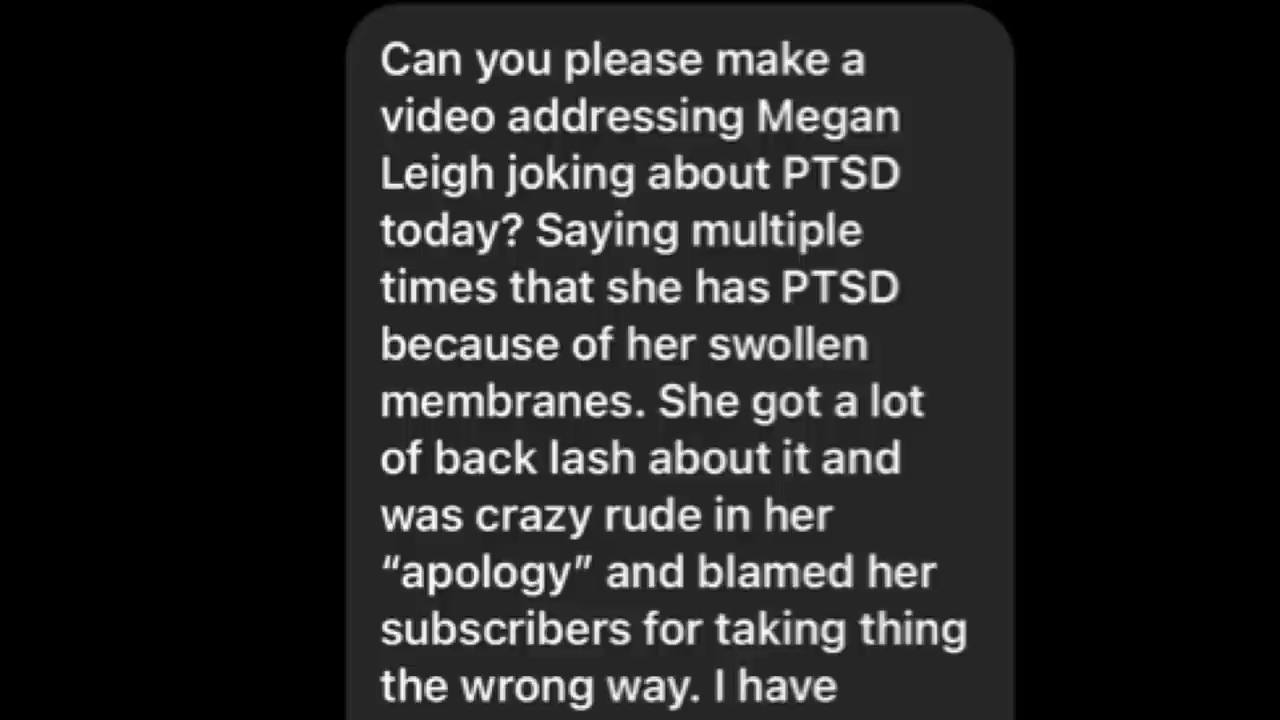 Can you please make a
video addressing Megan
Leigh joking about PTSD
today? Saying multiple
times that she has PTSD
because of her swollen
membranes. She got a lot
of back lash about it and
was crazy rude in her
“apology” and blamed her
subscribers for taking thing
the wrong way. I have